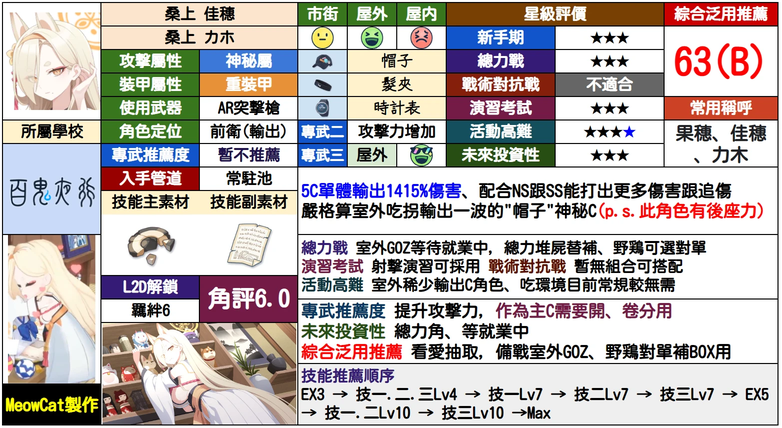 桑上 佳穗
桑上 カホ
市街
屋外
屋內
星級評價
綜合泛用推薦
63(B)
攻擊屬性
神秘屬
裝甲屬性
重裝甲
使用武器
AR突擊槍
所屬學校
角色定位
前衛(輸出)
百鬼夜行
專武推薦度
暫不推薦
入手管道
常駐池
帽子
髮夾
時計表
專武二
攻擊力增加
專武三
屋外
新手期
★★★
總力戰
★★★
戰術對抗戰
不適合
演習考試
★★★
活動高難
★★★★
未來投資性
★★★
常用稱呼
果穗、佳穗
、力木
技能主素材
技能副素材
5C單體輸出1415%傷害、配合NS跟SS能打出更多傷害跟追傷
嚴格算室外吃拐輸出一波的"帽子"神秘C(p.s.此角色有後座力)
總力戰 室外GOZ等待就業中, 總力堆屍替補、野鵎可選對單
演習考試 射擊演習可採用 戰術對抗戰 暫無組合可搭配
活動高難 室外稀少輸出C角色、吃環境目前常規較無需
L2D解鎖
羈絆6
角評6.0
專武推薦度 提升攻擊力, 作為主C需要開、卷分用
未來投資性 總力角、等就業中
綜合泛用推薦 看愛抽取, 備戰室外GOZ、野鵎對單補BOX用
技能推薦順序
EX3 → 技一.二.三Lv4 → 技一Lv7 → 技二Lv7 → 技三Lv7 → EX5
→ 技一.二Lv10 → 技三Lv10 →Max
MeowCat製作